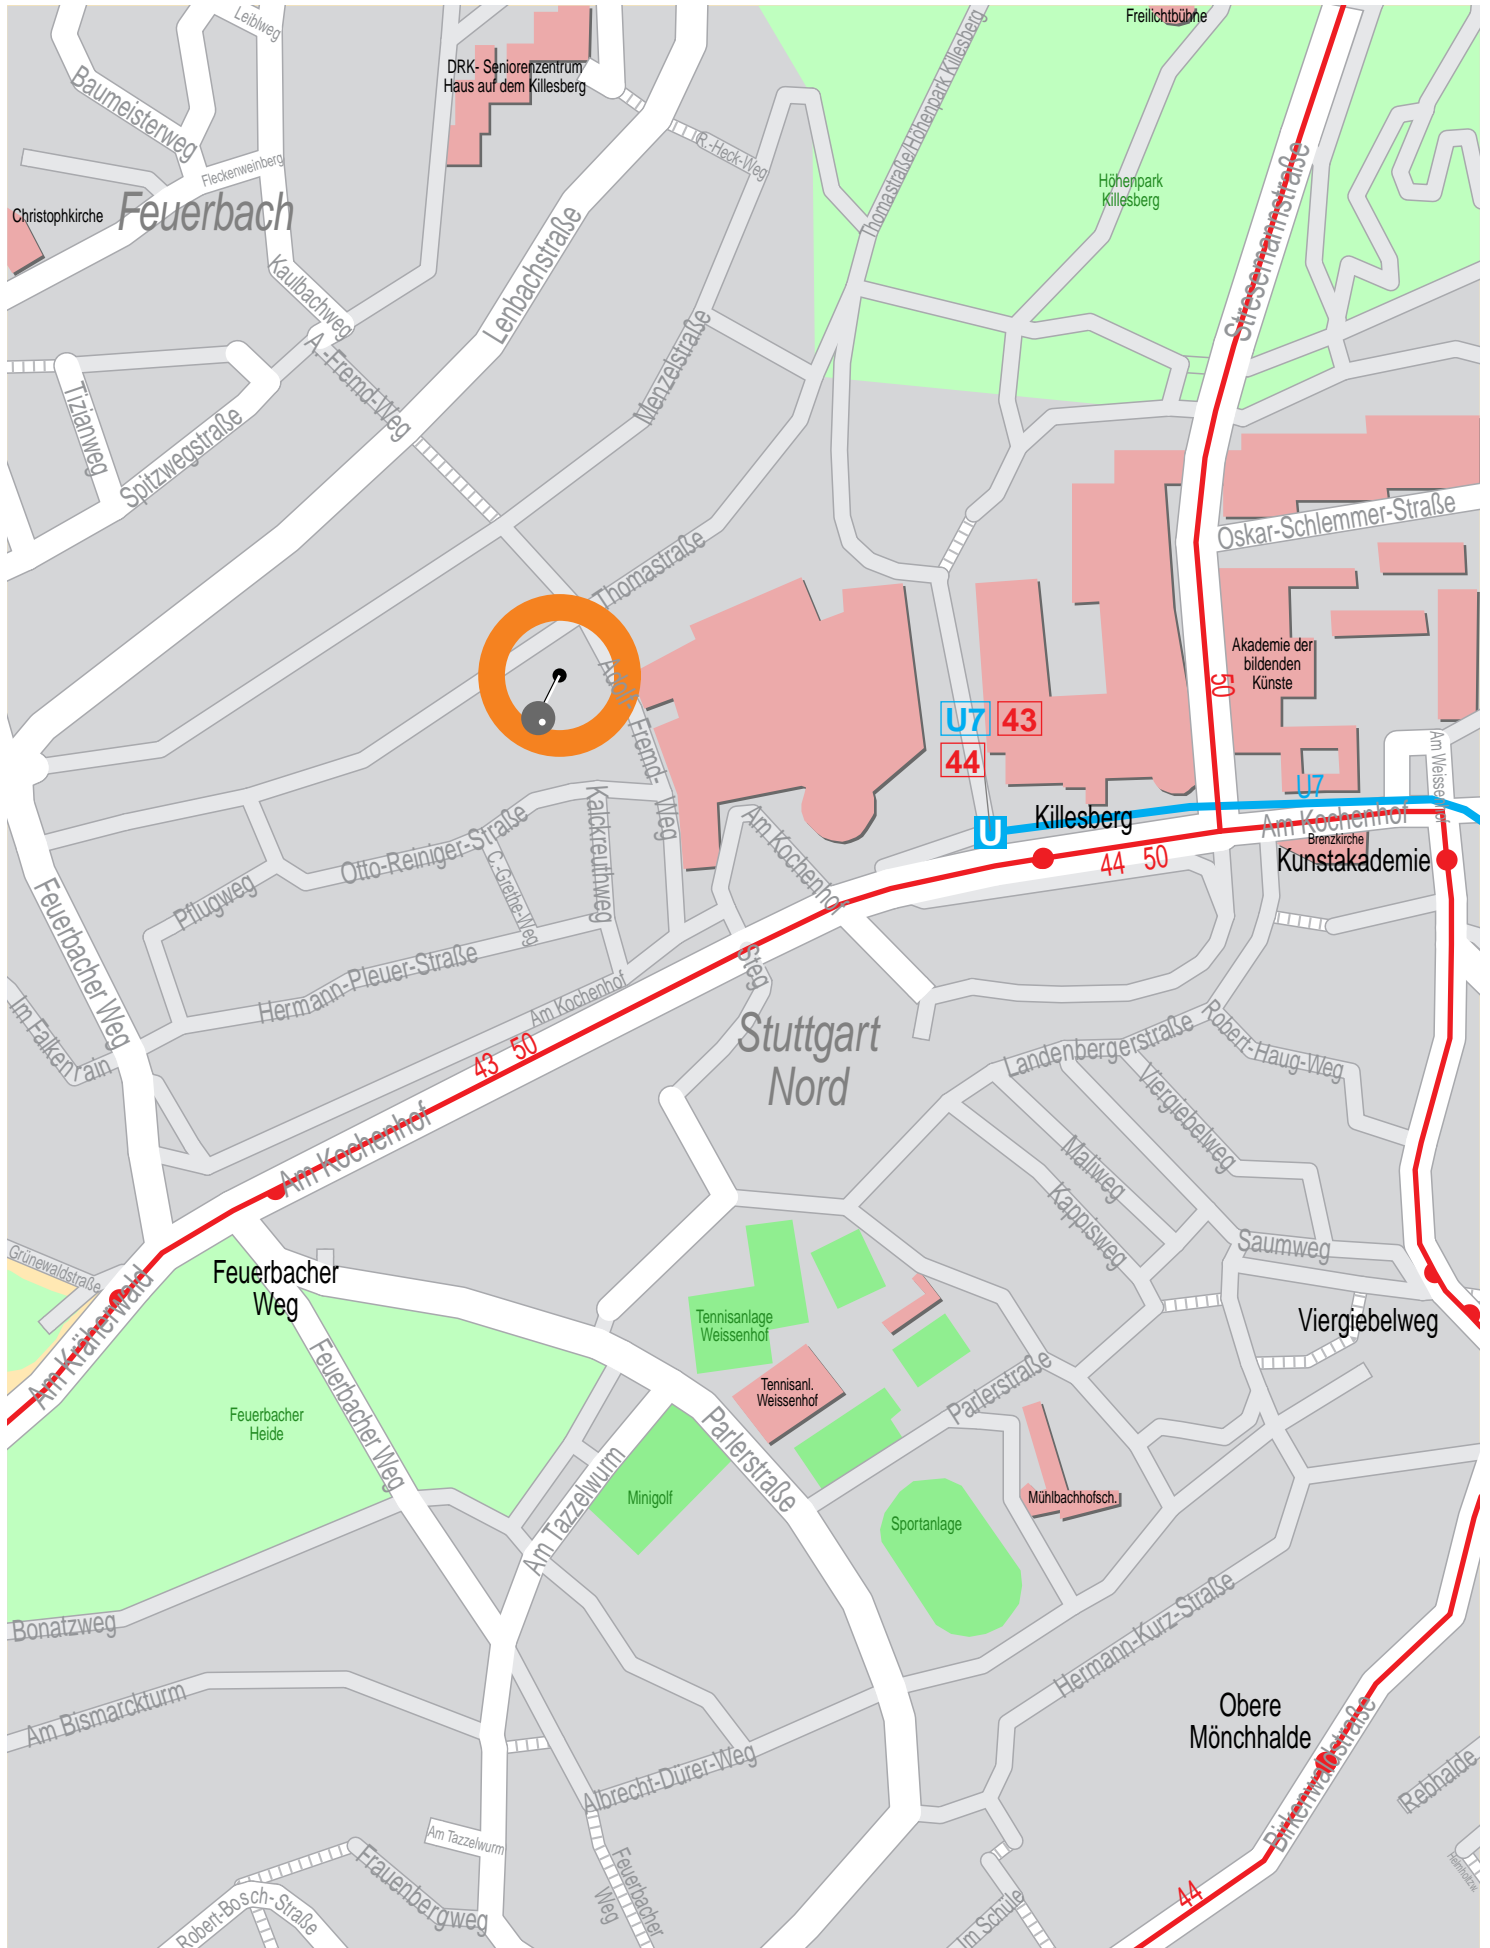 Leiblweg
Freilichtbühne
DRK- Seniorenzentrum
Haus auf dem Killesberg
Baumeisterweg
R.-Heck-Weg
Thomastraße/Höhenpark Killesberg
Fleckenweinberg
Höhenpark
Killesberg
Christophkirche
Feuerbach
Stresemannstraße
Kaulbachweg
Lenbachstraße
A.-Fremd-Weg
Menzelstraße
Tizianweg
Spitzwegstraße
Oskar-Schlemmer-Straße
Thomastraße
Akademie der
bildenden
Künste
50
Adolf- Fremd- Weg
U7
43
44
Am Weissenhof
U7
Kalckreuthweg
Otto-Reiniger-Straße
Am Kochenhof
U
Killesberg
Am Kochenhof
Brenzkirche
Kunstakademie
44 50
C.-Grethe-Weg
Pflugweg
Feuerbacher Weg
Hermann-Pleuer-Straße
Steg
Am Kochenhof
Im Falkenrain
43 50
Stuttgart
Nord
Landenbergerstraße
Robert-Haug-Weg
Viergiebelweg
Am Kochenhof
Maliweg
Kappisweg
Saumweg
Grünewaldstraße
Feuerbacher
Weg
Am Kräherwald
Tennisanlage
Weissenhof
Viergiebelweg
Feuerbacher Weg
Tennisanl.
Weissenhof
Parlerstraße
Feuerbacher
Heide
Parlerstraße
Am Tazzelwurm
Minigolf
Mühlbachhofsch.
Sportanlage
Bonatzweg
Hermann-Kurz-Straße
Am Bismarckturm
Obere
Mönchhalde
Albrecht-Dürer-Weg
Birkenwaldstraße
Rebhalde
Am Tazzelwurm
Frauenbergweg
Feuerbacher
Weg
Helmholtzw.
Robert-Bosch-Straße
44
Im Schüle